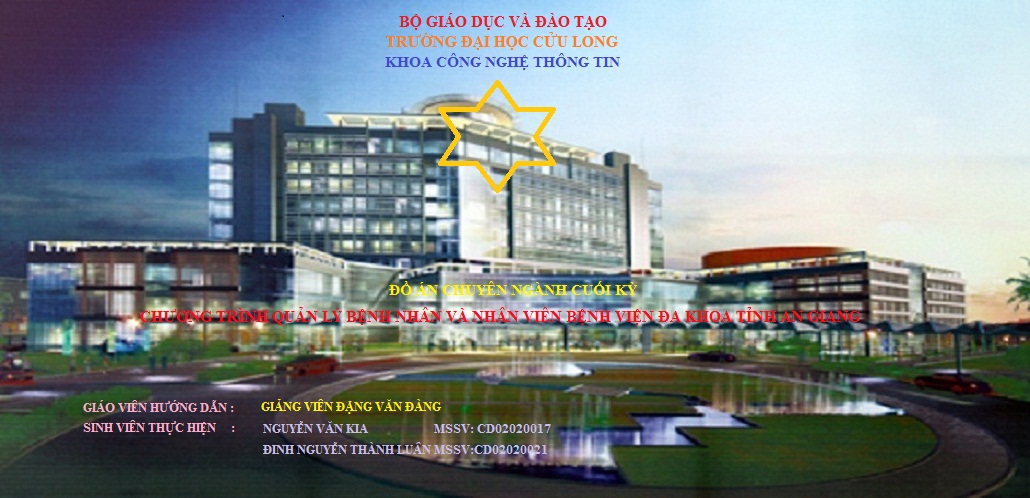 BỘ GIÁO DỤC VÀ ĐÀO TẠO
TRƯỜNG ĐẠI HỌC CỬU LONG
KHOA CÔNG NGHỆ THÔNG TIN
ĐỒ ÁN CHUYÊN NGÀNH CUỐI KỲ
CHƯƠNG TRÌNH QUẢN LÝ BỆNH NHÂN VÀ NHÂN VIÊN BỆNH VIỆN ĐA KHOA TỈNH AN GIANG
GIÁO VIÊN HƯỚNG DẪN : GIẢNG VIÊN ĐẶNG VĂN ĐÀNG
SINH VIÊN THỰC HIỆN : NGUYỄN VĂN KIA MSSV: CD02020017
ĐINH NGUYỄN THÀNH LUÂN MSSV:CD02020021